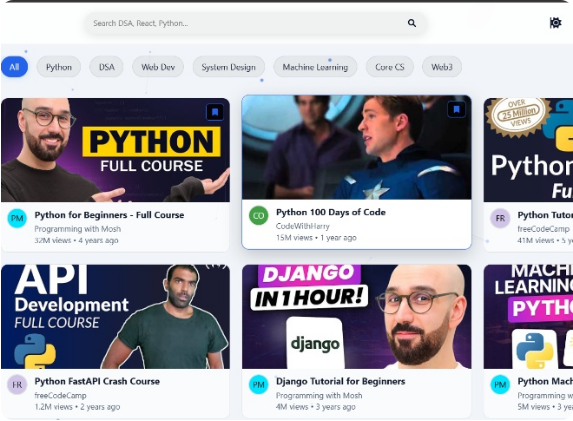 Search DSA, React, Python...
All
Python
DSA
Web Dev
System Design
Machine Learning
Core CS
Web3
PYTHON
FULL COURSE
OVER
25 Million
VIEWS
Python
Fu
PM
Python for Beginners - Full Course
Programming with Mosh
32M views • 4 years ago
CO
Python 100 Days of Code
CodeWithHarry
15M views • 1 year ago
FR
Python Tutor
freeCodeCamp
41M views • 5 y
API
Development
FULL COURSE
DJANGO
IN 1 HOUR!
django
MACHI
LEARNING
PYTH
FR
Python FastAPI Crash Course
freeCodeCamp
1.2M views • 2 years ago
PM
Django Tutorial for Beginners
Programming with Mosh
4M views • 3 years ago
PM
Python Mach
Programming w
5M views • 3 ye